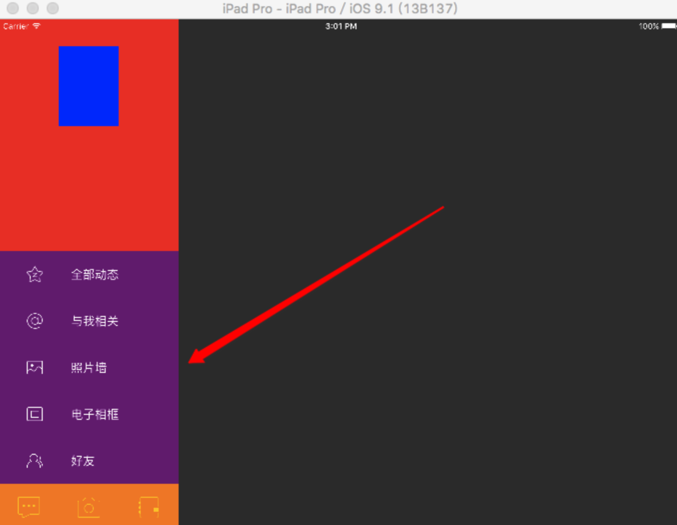 iPad Pro - iPad Pro / iOS 9.1 (13B137)
Carrier 3:01 PM 100%
全部动态
与我相关
照片墙
电子相框
好友